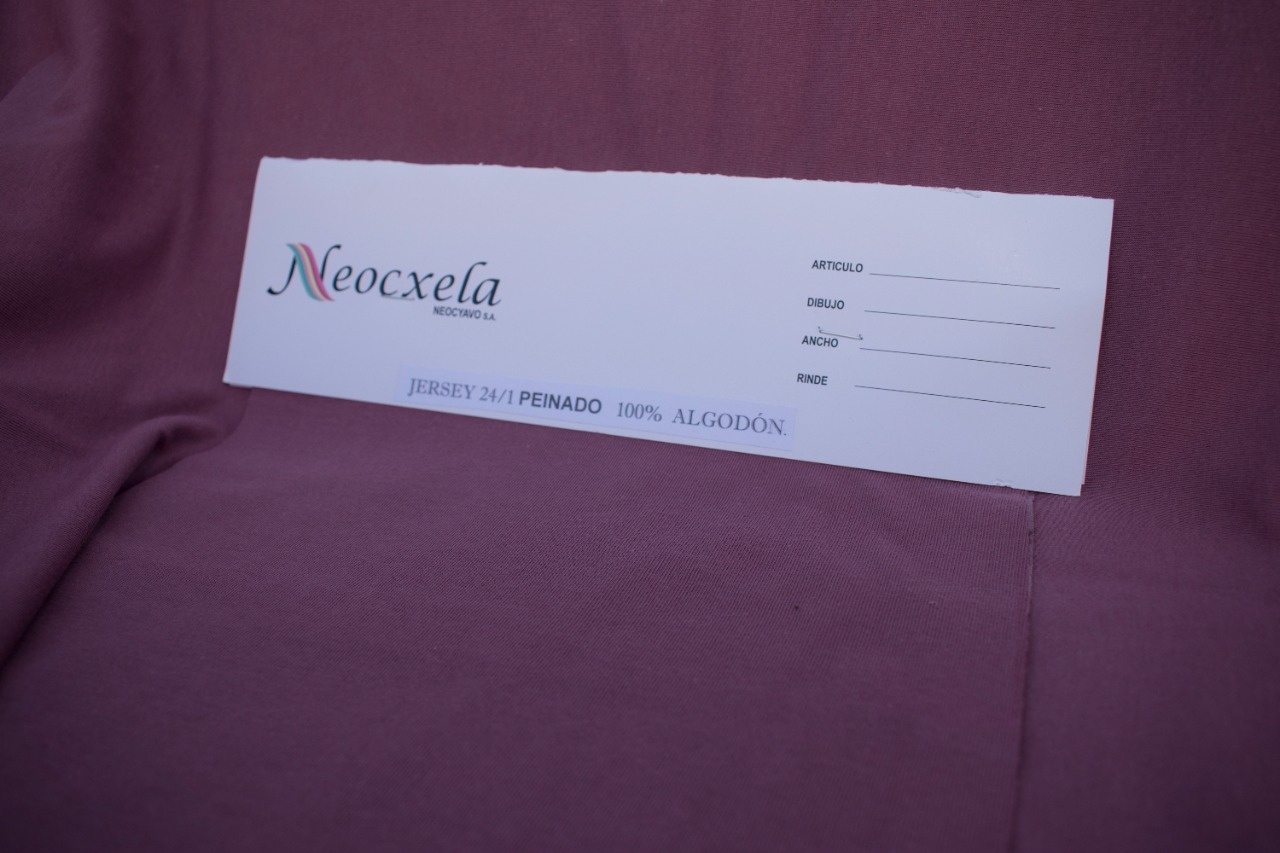 Neocxela
NEOCYAVO S.A.
JERSEY 24/1 PEINADO 100% ALGODÓN.
ARTICULO
DIBUJO
ANCHO
RINDE